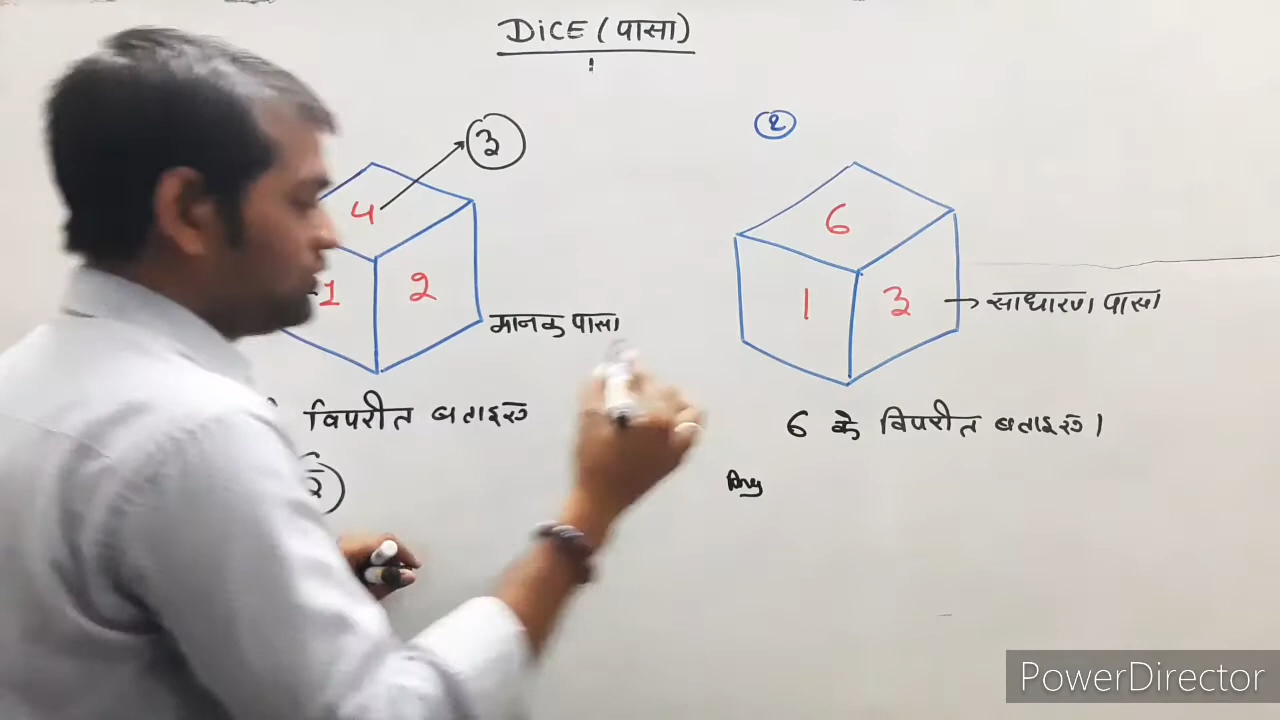 DiCE (पासा)
३
4
1
2
मानक पासा
विपरीत बताइए
२
6
1
3
साधारण पासा
6 के विपरीत बताइए।
Ans
PowerDirector